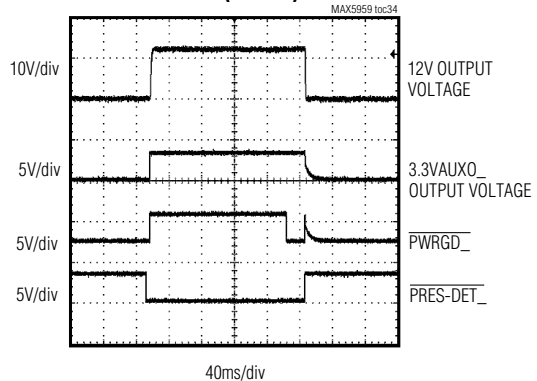 MAX5959 toc34
10V/div
12V OUTPUT
VOLTAGE
5V/div
3.3VAUXO_
OUTPUT VOLTAGE
5V/div
PWRGD_
5V/div
PRES-DET_
40ms/div